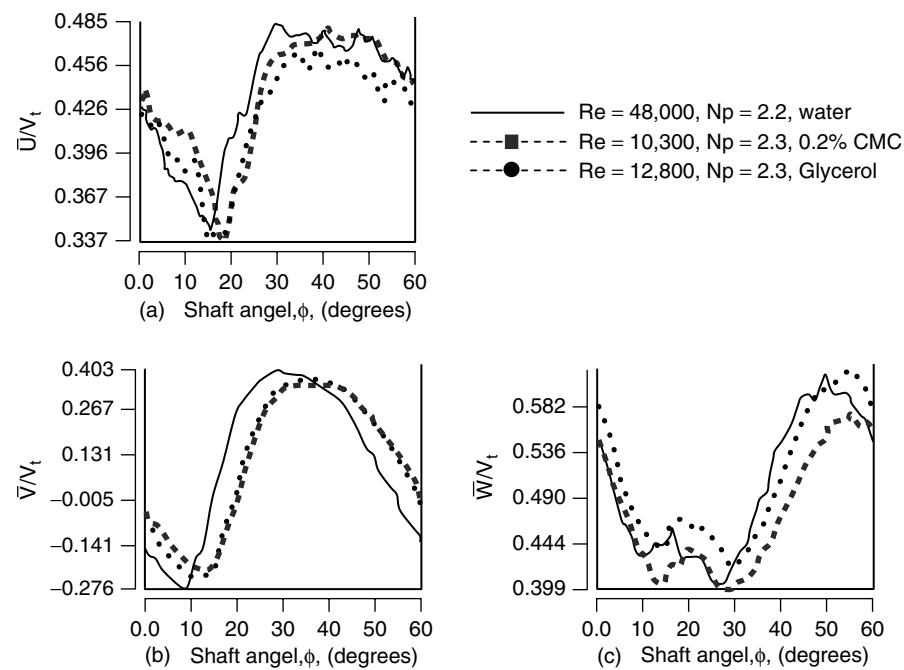 0.485
0.456
0.426
0.396
0.367
0.337
U̅/Vt
0.0 10 20 30 40 50 60
(a) Shaft angel,ϕ, (degrees)
Re = 48,000, Np = 2.2, water
Re = 10,300, Np = 2.3, 0.2% CMC
Re = 12,800, Np = 2.3, Glycerol
0.403
0.267
0.131
-0.005
-0.141
-0.276
V̅/Vt
0.0 10 20 30 40 50 60
(b) Shaft angel,ϕ, (degrees)
0.582
0.536
0.490
0.444
0.399
W̅/Vt
0.0 10 20 30 40 50 60
(c) Shaft angel,ϕ, (degrees)